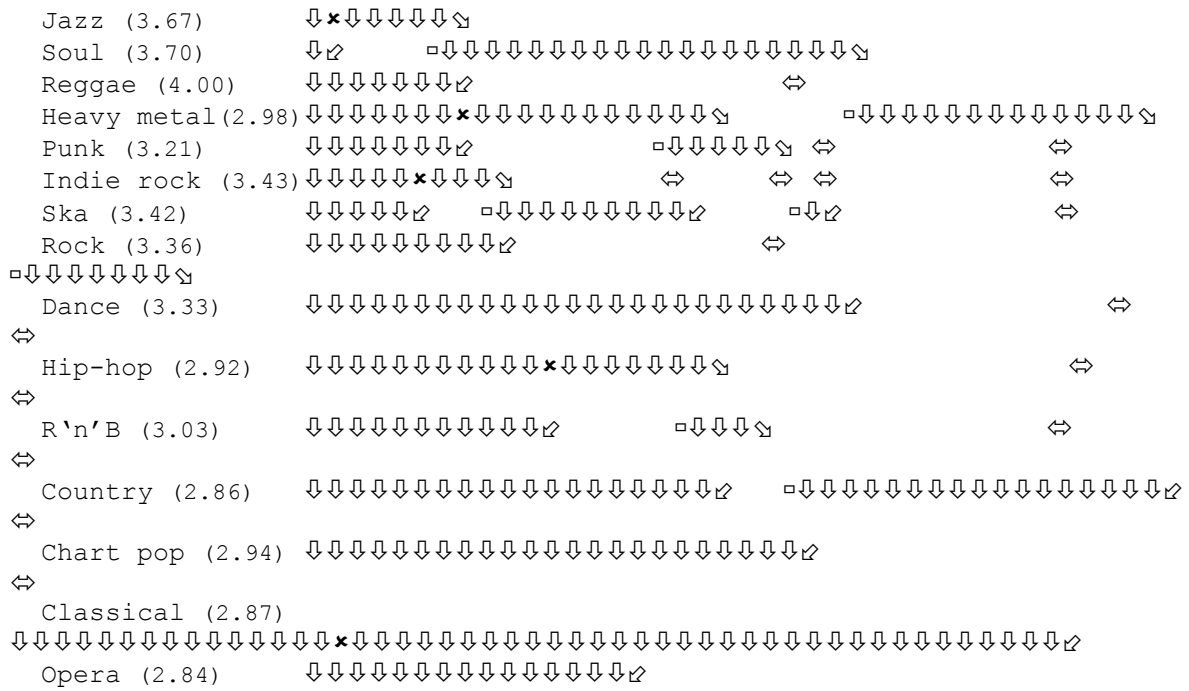 Jazz (3.67) ⇩×⇩⇩⇩⇩⇩⬂
Soul (3.70) ⇩⬃ ▫⇩⇩⇩⇩⇩⇩⇩⇩⇩⇩⇩⇩⇩⇩⇩⇩⇩⇩⇩⬂
Reggae (4.00) ⇩⇩⇩⇩⇩⇩⇩⬃ ⇔
Heavy metal(2.98)⇩⇩⇩⇩⇩⇩⇩×⇩⇩⇩⇩⇩⇩⇩⇩⇩⇩⇩⬂ ▫⇩⇩⇩⇩⇩⇩⇩⇩⇩⇩⇩⇩⇩⬂
Punk (3.21) ⇩⇩⇩⇩⇩⇩⇩⬃ ▫⇩⇩⇩⇩⇩⬂ ⇔ ⇔
Indie rock (3.43)⇩⇩⇩⇩⇩×⇩⇩⇩⬂ ⇔ ⇔ ⇔ ⇔
Ska (3.42) ⇩⇩⇩⇩⇩⬃ ▫⇩⇩⇩⇩⇩⇩⇩⇩⇩⬃ ▫⇩⬃ ⇔
Rock (3.36) ⇩⇩⇩⇩⇩⇩⇩⇩⇩⬃ ⇔
▫⇩⇩⇩⇩⇩⇩⇩⬂
Dance (3.33) ⇩⇩⇩⇩⇩⇩⇩⇩⇩⇩⇩⇩⇩⇩⇩⇩⇩⇩⇩⇩⇩⇩⇩⇩⇩⬃ ⇔
⇔
Hip-hop (2.92) ⇩⇩⇩⇩⇩⇩⇩⇩⇩⇩⇩×⇩⇩⇩⇩⇩⇩⇩⬂ ⇔
⇔
R‘n’B (3.03) ⇩⇩⇩⇩⇩⇩⇩⇩⇩⇩⇩⬃ ▫⇩⇩⇩⬂ ⇔
⇔
Country (2.86) ⇩⇩⇩⇩⇩⇩⇩⇩⇩⇩⇩⇩⇩⇩⇩⇩⇩⇩⇩⬃ ▫⇩⇩⇩⇩⇩⇩⇩⇩⇩⇩⇩⇩⇩⇩⇩⇩⇩⬃
⇔
Chart pop (2.94) ⇩⇩⇩⇩⇩⇩⇩⇩⇩⇩⇩⇩⇩⇩⇩⇩⇩⇩⇩⇩⇩⇩⇩⬃
⇔
Classical (2.87)
⇩⇩⇩⇩⇩⇩⇩⇩⇩⇩⇩⇩⇩⇩⇩×⇩⇩⇩⇩⇩⇩⇩⇩⇩⇩⇩⇩⇩⇩⇩⇩⇩⇩⇩⇩⇩⇩⇩⇩⇩⇩⇩⇩⇩⇩⇩⇩⇩⬃
Opera (2.84) ⇩⇩⇩⇩⇩⇩⇩⇩⇩⇩⇩⇩⇩⇩⇩⬃